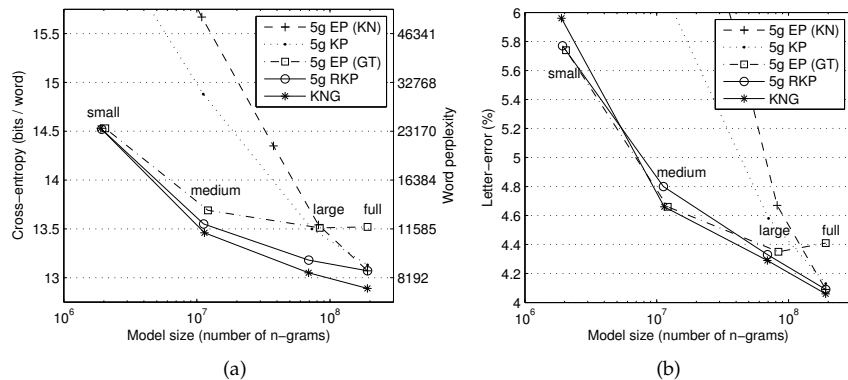 15.5
15
14.5
14
13.5
13
Cross−entropy (bits / word)
46341
32768
23170
16384
11585
8192
Word perplexity
5g EP (KN)
5g KP
5g EP (GT)
5g RKP
KNG
small
medium
large
full
10^6
10^7
10^8
Model size (number of n−grams)
(a)
6
5.8
5.6
5.4
5.2
5
4.8
4.6
4.4
4.2
4
Letter−error (%)
5g EP (KN)
5g KP
5g EP (GT)
5g RKP
KNG
small
medium
large
full
10^6
10^7
10^8
Model size (number of n−grams)
(b)